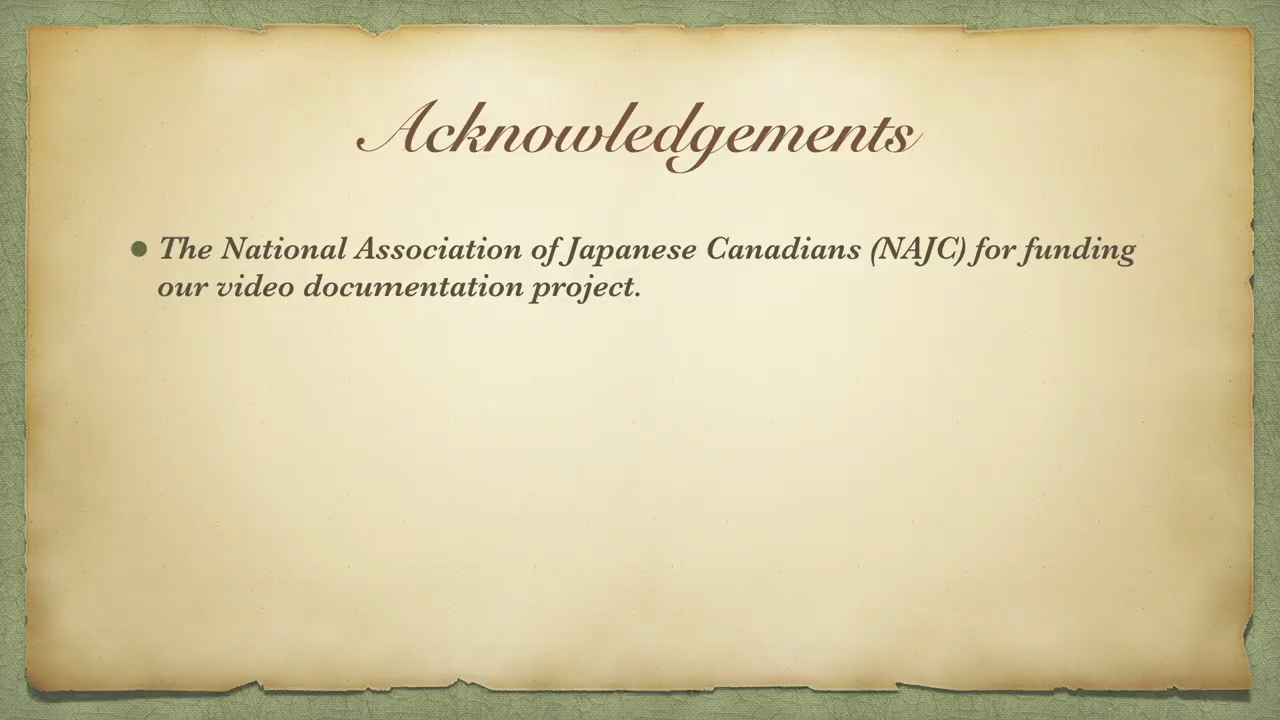 Acknowledgements
• The National Association of Japanese Canadians (NAJC) for funding
our video documentation project.